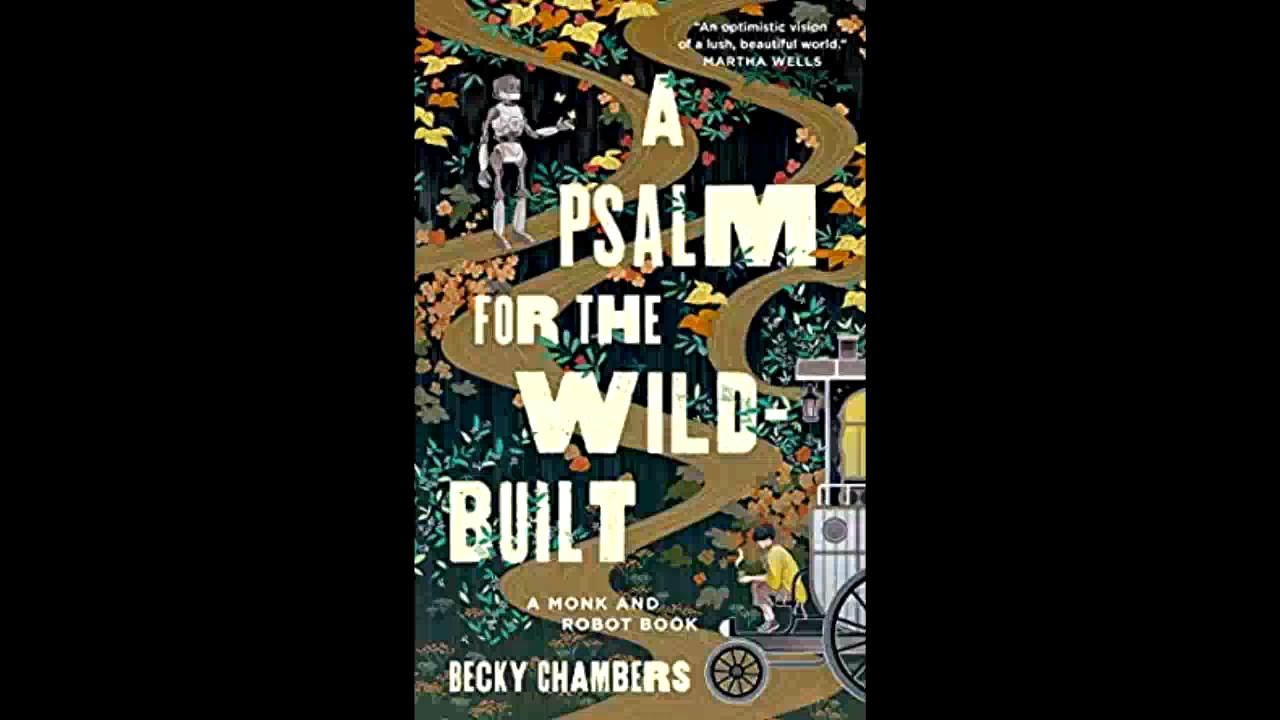 "An optimistic vision
of a lush, beautiful world."
MARTHA WELLS
A
PSALM
FOR THE
WILD-
BUILT
A MONK AND
ROBOT BOOK
BECKY CHAMBERS